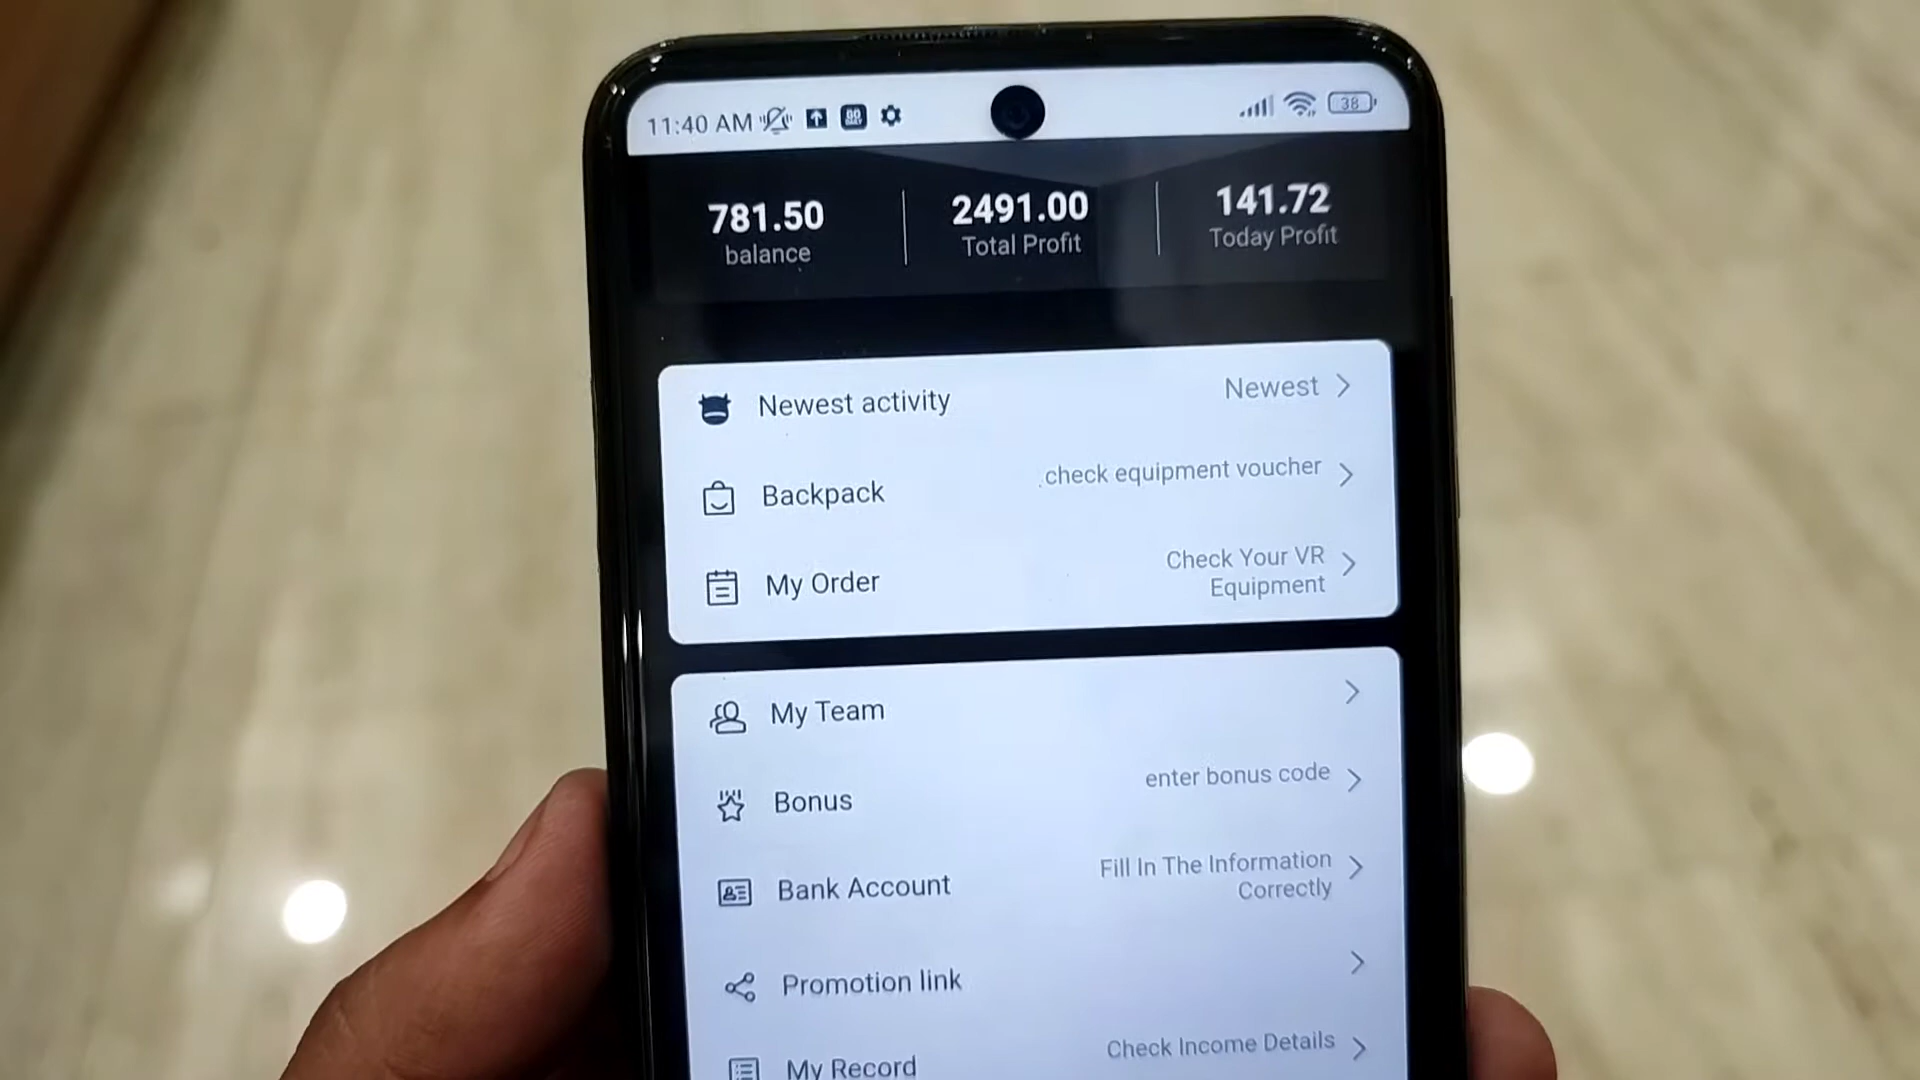 11:40 AM
38
781.50
balance
2491.00
Total Profit
141.72
Today Profit
Newest activity
Newest
Backpack
check equipment voucher
My Order
Check Your VR
Equipment
My Team
Bonus
enter bonus code
Bank Account
Fill In The Information
Correctly
Promotion link
My Record
Check Income Details